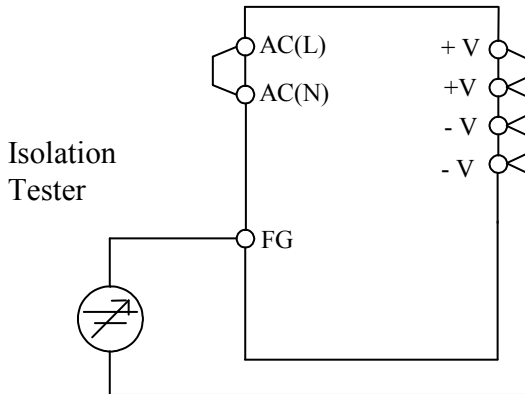 AC(L)
AC(N)
+ V
+V
- V
- V
Isolation
Tester
FG